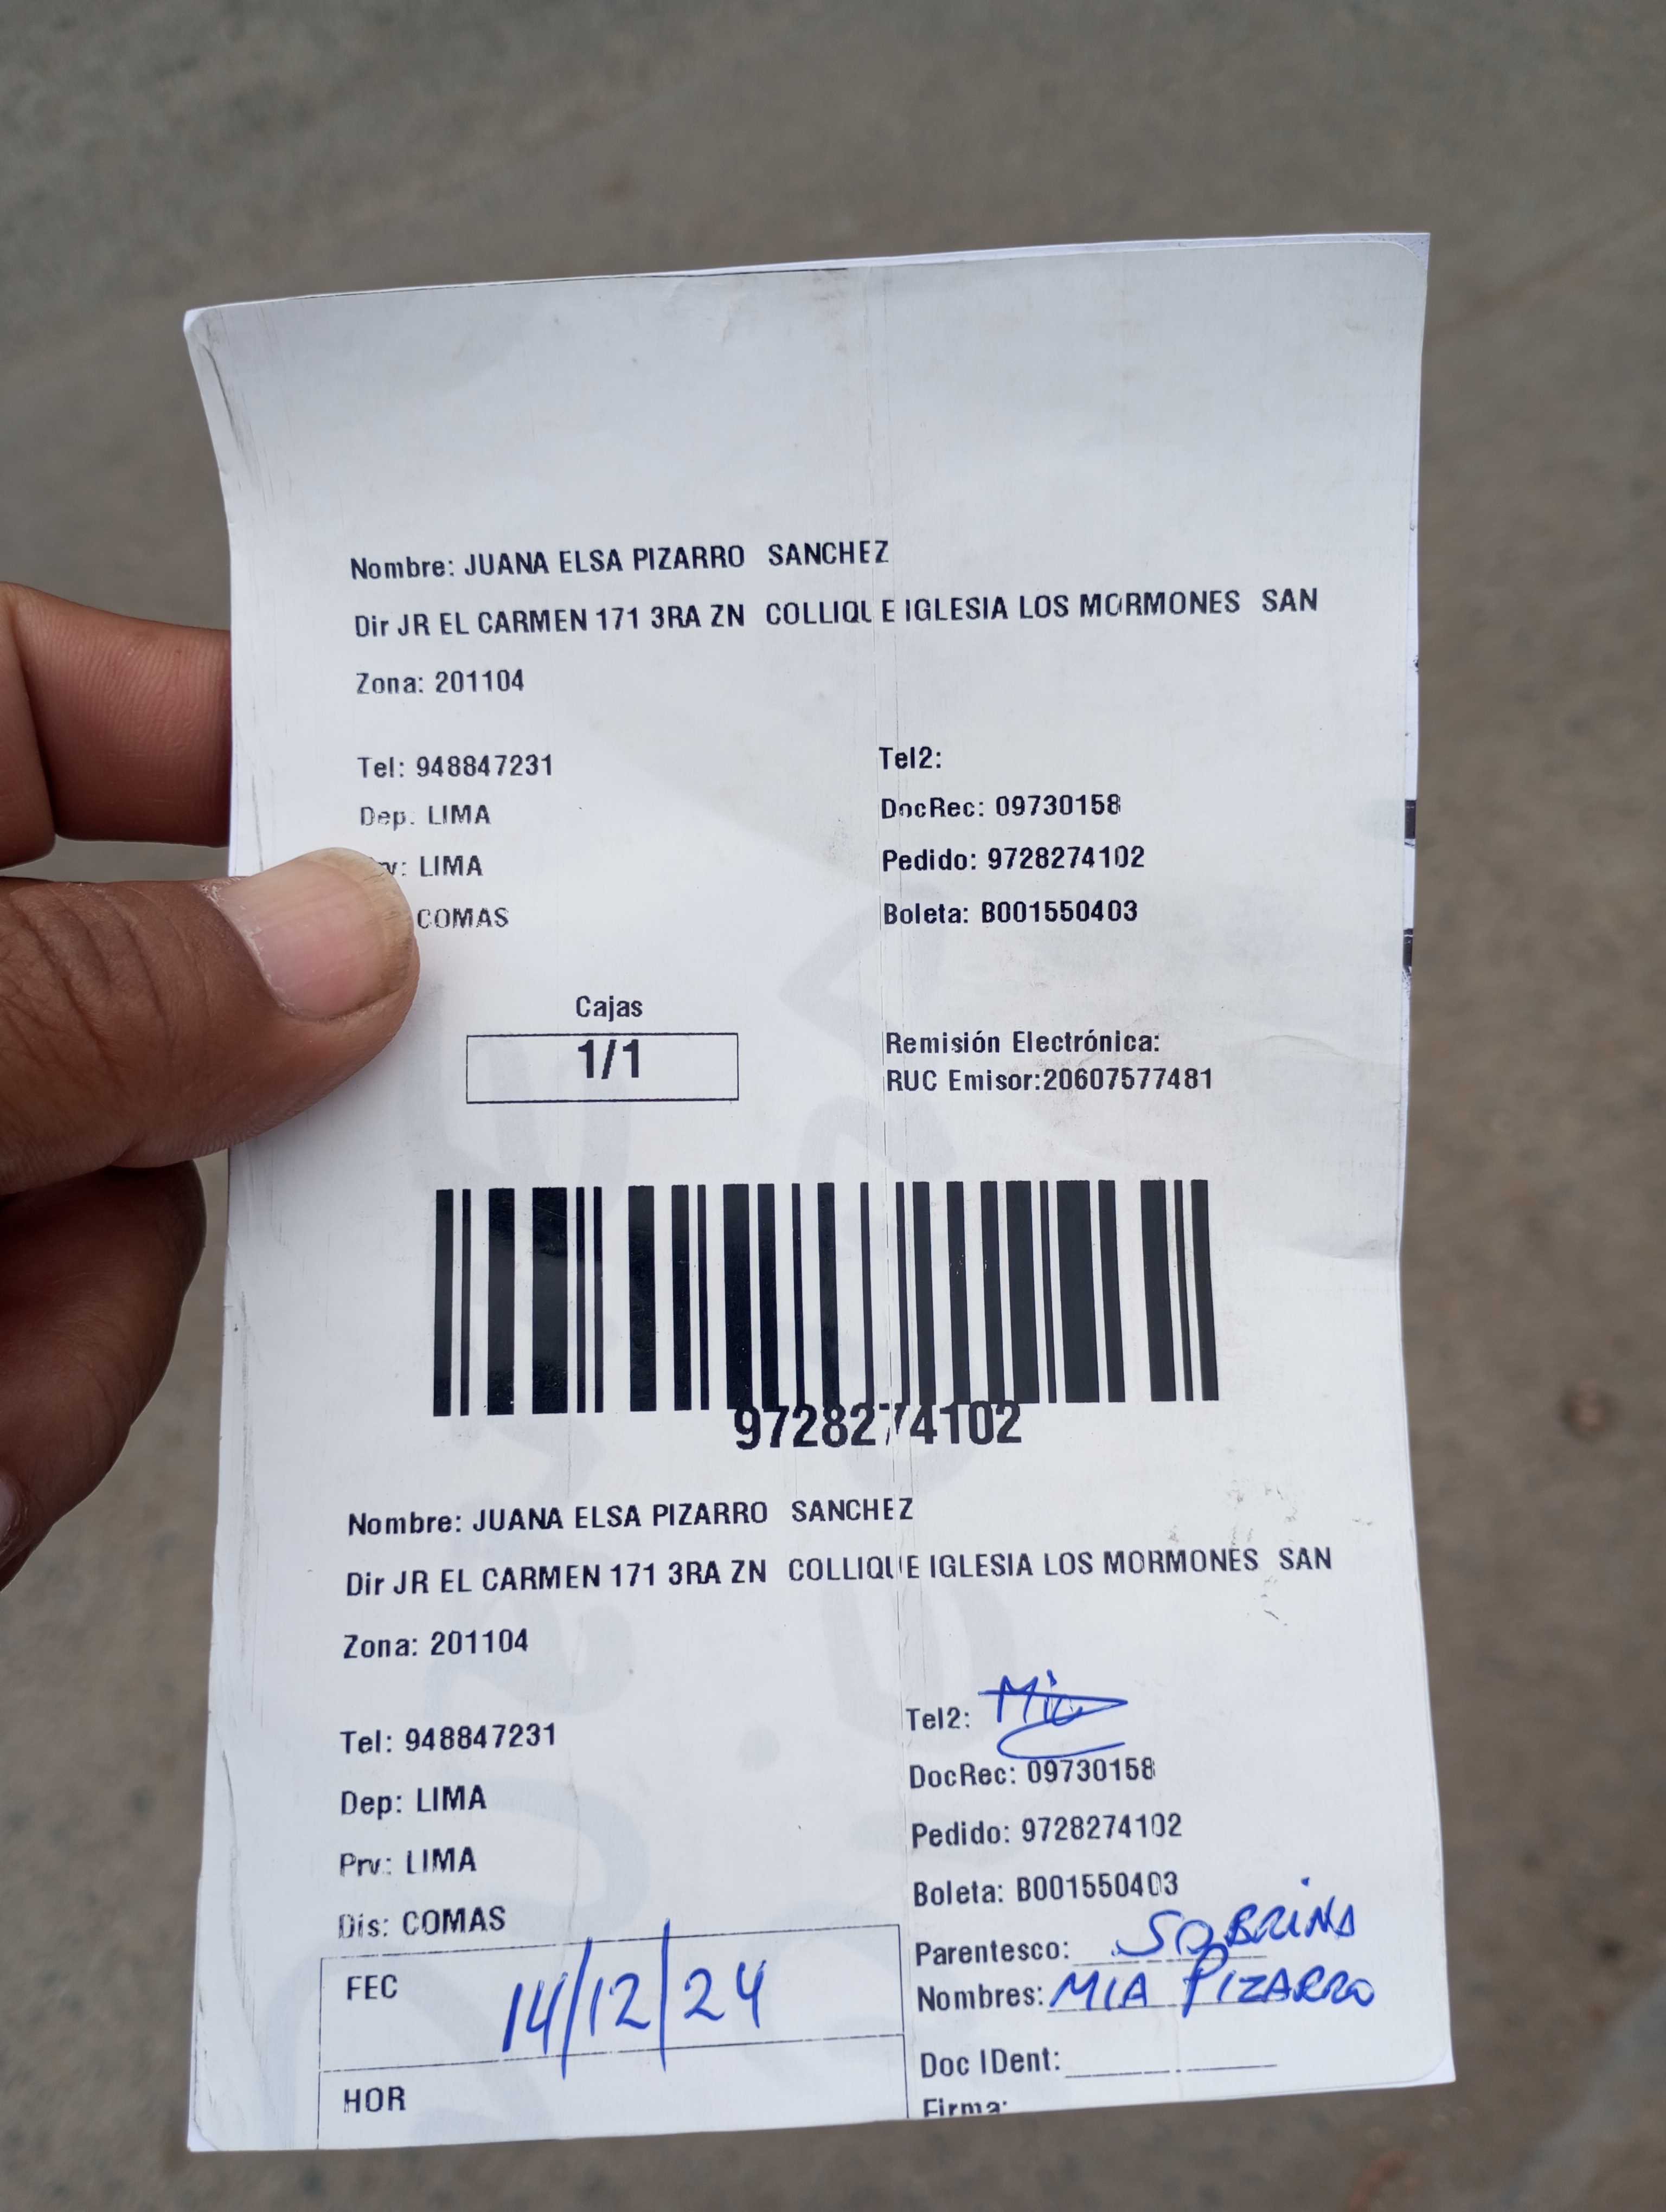 Nombre: JUANA ELSA PIZARRO SANCHEZ
Dir JR EL CARMEN 171 3RA ZN COLLIQUE IGLESIA LOS MORMONES SAN
Zona: 201104
Tel: 948847231 Tel2:
Dep: LIMA DocRec: 09730158
v: LIMA Pedido: 9728274102
COMAS Boleta: B001550403
Cajas
1/1
Remisión Electrónica:
RUC Emisor:20607577481
9728274102
Nombre: JUANA ELSA PIZARRO SANCHEZ
Dir JR EL CARMEN 171 3RA ZN COLLIQUE IGLESIA LOS MORMONES SAN
Zona: 201104
Tel: 948847231 Tel2: Mia
Dep: LIMA DocRec: 09730158
Prv: LIMA Pedido: 9728274102
Dis: COMAS Boleta: B001550403
Parentesco: SOBRINA
FEC 14/12/24 Nombres: MIA PIZARRO
Doc IDent:
HOR Firma: